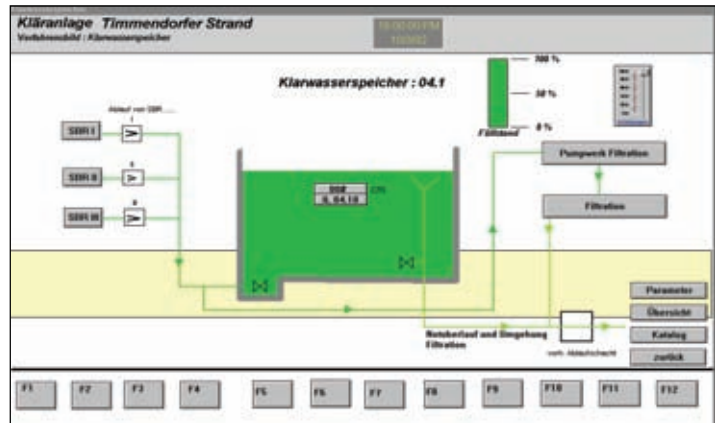 Kläranlage Timmendorfer Strand
Verfahrensbild : Klarwasserspeicher
Klarwasserspeicher : 04.1
100 %
50 %
0 %
Füllstand
Ablauf von SBR
SBR I
SBR II
SBR III
Pumpwerk Filtration
Filtration
Notüberlauf und Umgehung
Filtration
vorh. Ablaufschacht
Parameter
Übersicht
Katalog
zurück
F1 F2 F3 F4 F5 F6 F7 F8 F9 F10 F11 F12